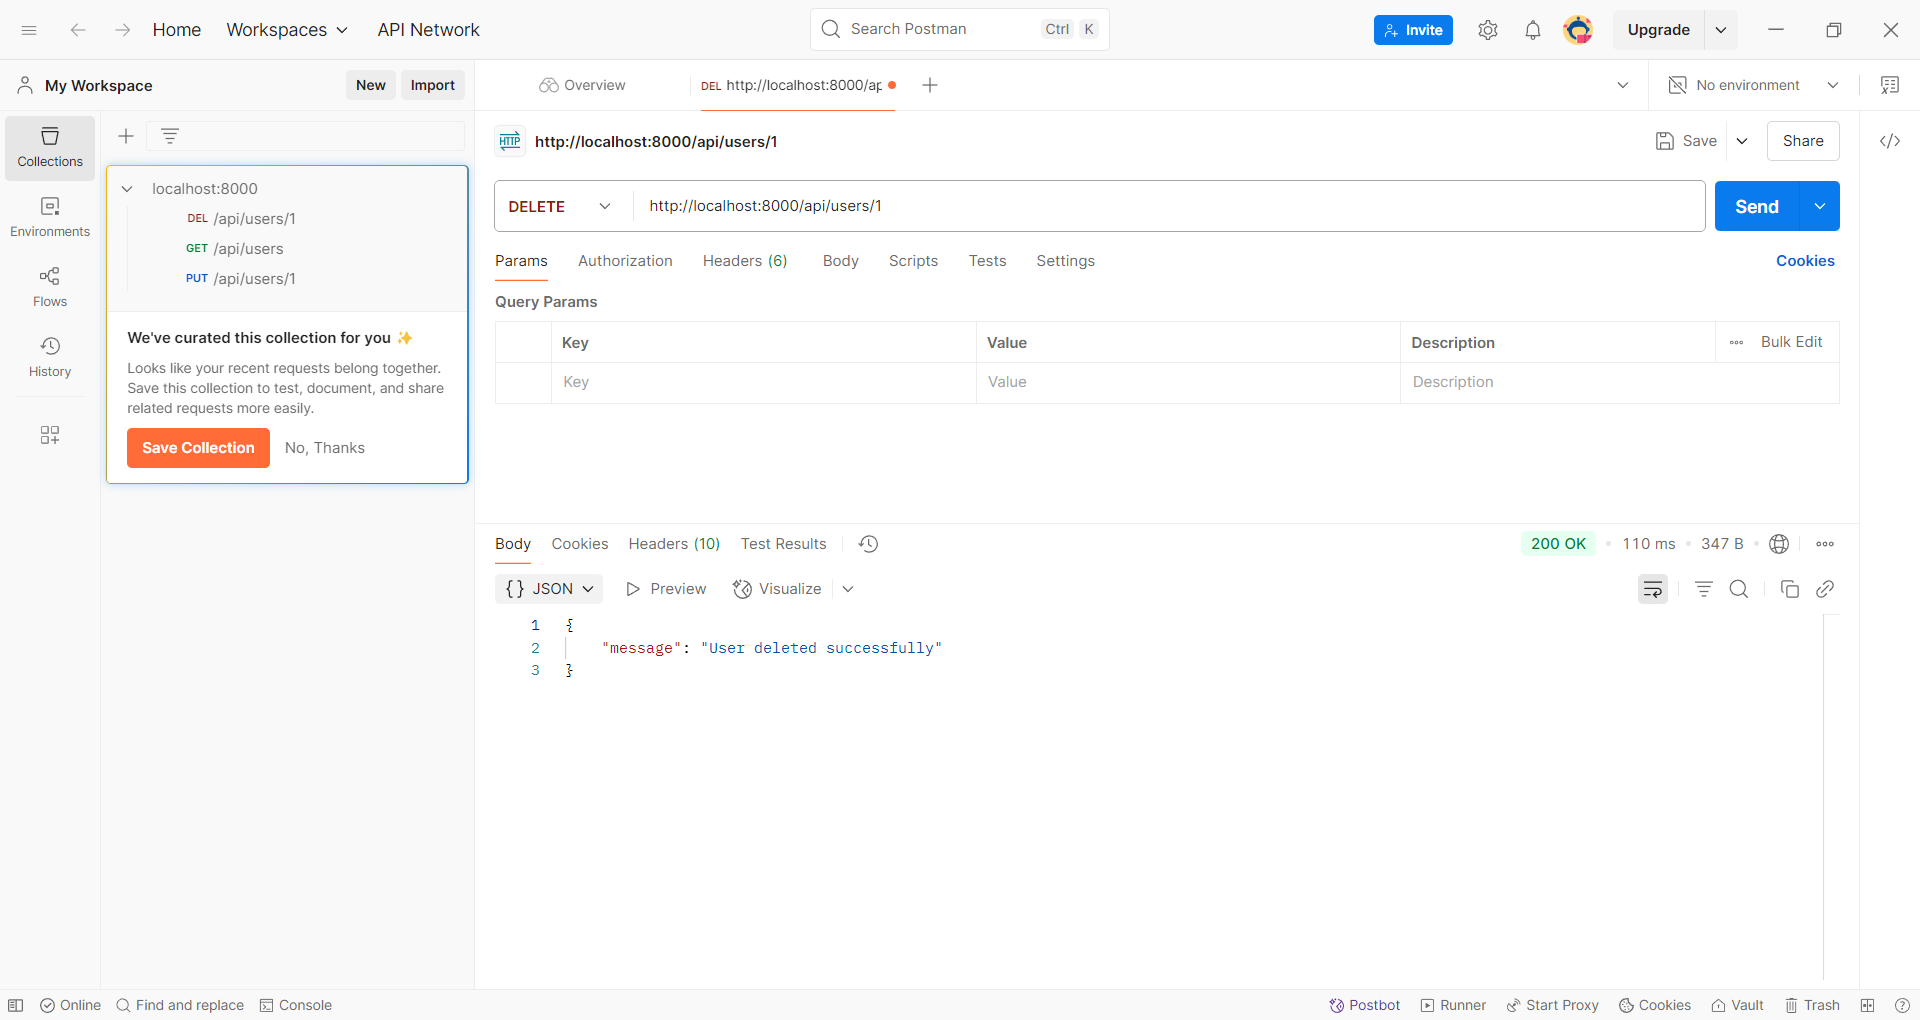 Home Workspaces API Network Search Postman Ctrl K Invite Upgrade
My Workspace New Import Overview DEL http://localhost:8000/ap No environment
Collections
Environments
Flows
History
localhost:8000
DEL /api/users/1
GET /api/users
PUT /api/users/1
We've curated this collection for you ✨
Looks like your recent requests belong together.
Save this collection to test, document, and share
related requests more easily.
Save Collection No, Thanks
HTTP http://localhost:8000/api/users/1 Save Share
DELETE http://localhost:8000/api/users/1 Send
Params Authorization Headers (6) Body Scripts Tests Settings Cookies
Query Params
Key Value Description Bulk Edit
Key Value Description
Body Cookies Headers (10) Test Results 200 OK 110 ms 347 B
{} JSON Preview Visualize
1 {
2 "message": "User deleted successfully"
3 }
Online Find and replace Console Postbot Runner Start Proxy Cookies Vault Trash